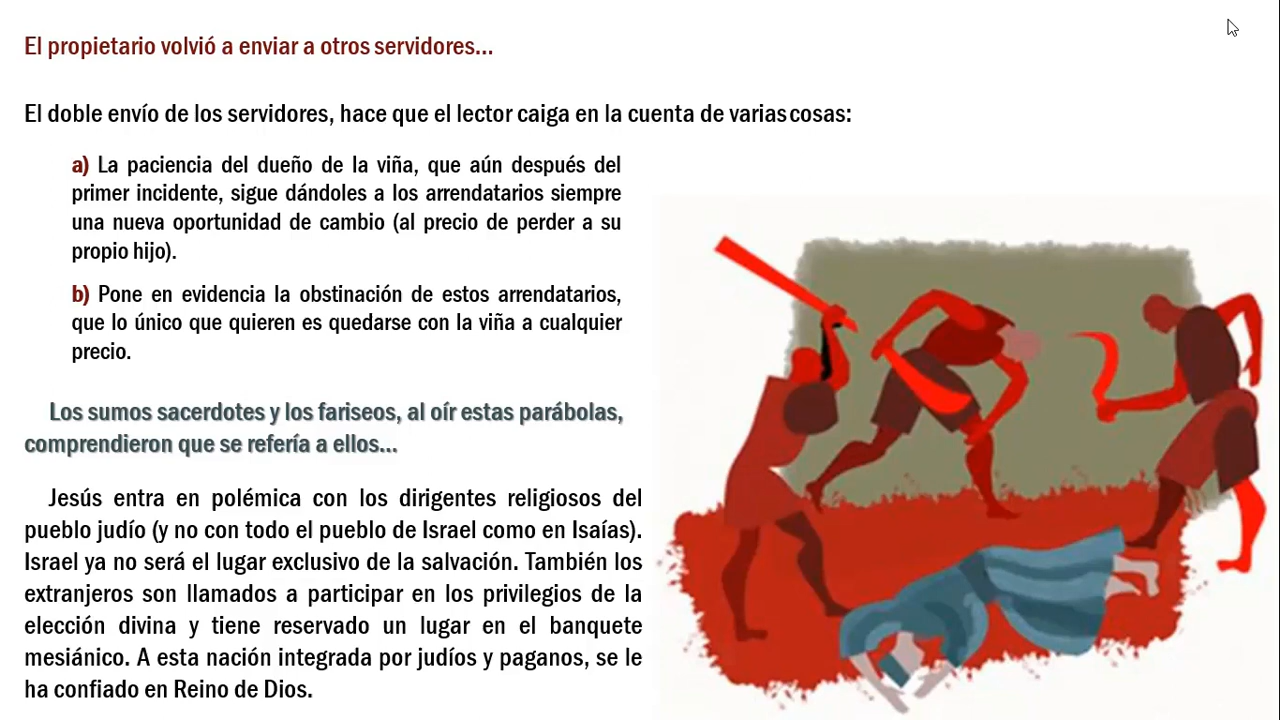 El propietario volvió a enviar a otros servidores...
El doble envío de los servidores, hace que el lector caiga en la cuenta de varias cosas:
a) La paciencia del dueño de la viña, que aún después del
primer incidente, sigue dándoles a los arrendatarios siempre
una nueva oportunidad de cambio (al precio de perder a su
propio hijo).
b) Pone en evidencia la obstinación de estos arrendatarios,
que lo único que quieren es quedarse con la viña a cualquier
precio.
Los sumos sacerdotes y los fariseos, al oír estas parábolas,
comprendieron que se refería a ellos...
Jesús entra en polémica con los dirigentes religiosos del
pueblo judío (y no con todo el pueblo de Israel como en Isaías).
Israel ya no será el lugar exclusivo de la salvación. También los
extranjeros son llamados a participar en los privilegios de la
elección divina y tiene reservado un lugar en el banquete
mesiánico. A esta nación integrada por judíos y paganos, se le
ha confiado en Reino de Dios.